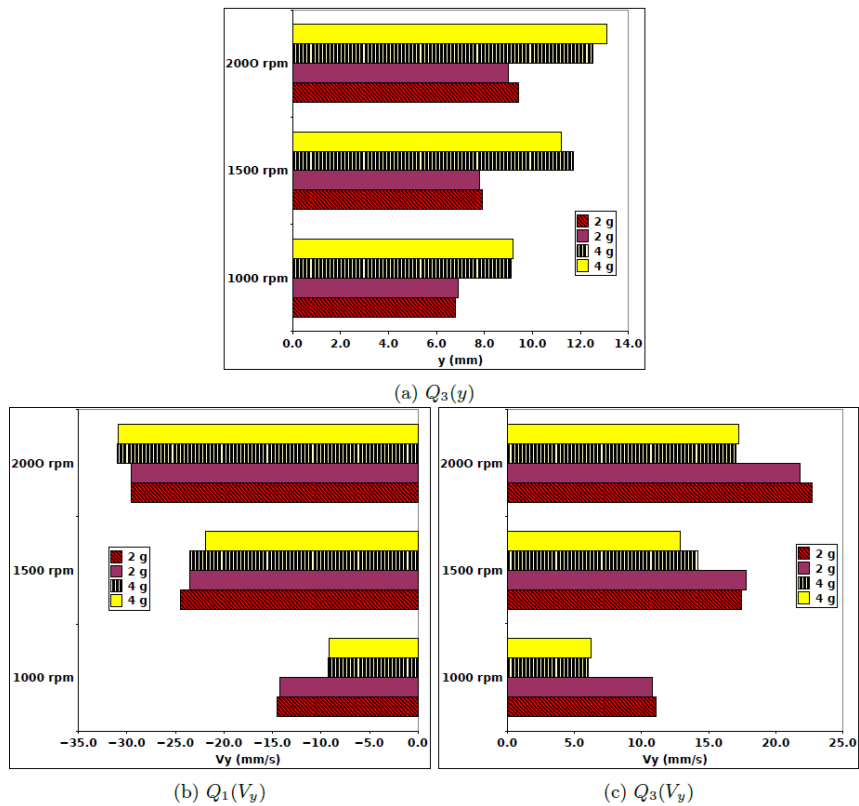 200O rpm
1500 rpm
1000 rpm
2 g
2 g
4 g
4 g
0.0 2.0 4.0 6.0 8.0 10.0 12.0 14.0
y (mm)
(a) Q₃(y)
200O rpm
1500 rpm
1000 rpm
2 g
2 g
4 g
4 g
−35.0 −30.0 −25.0 −20.0 −15.0 −10.0 −5.0 0.0
Vy (mm/s)
(b) Q₁(V_y)
200O rpm
1500 rpm
1000 rpm
2 g
2 g
4 g
4 g
0.0 5.0 10.0 15.0 20.0 25.0
Vy (mm/s)
(c) Q₃(V_y)